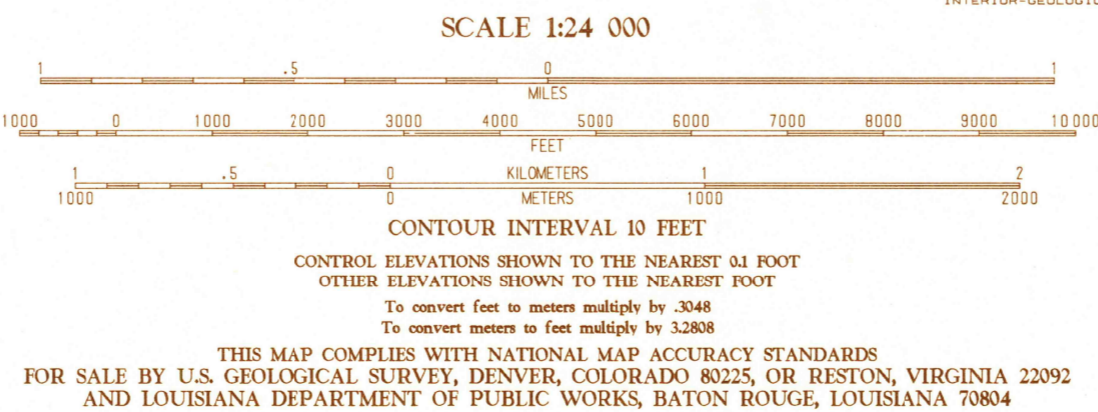 INTERIOR-GEOLOGIC
SCALE 1:24 000
1 .5 0 1
MILES
1000 0 1000 2000 3000 4000 5000 6000 7000 8000 9000 10 000
FEET
1 .5 0 KILOMETERS 1 2
1000 0 METERS 1000 2000
CONTOUR INTERVAL 10 FEET
CONTROL ELEVATIONS SHOWN TO THE NEAREST 0.1 FOOT
OTHER ELEVATIONS SHOWN TO THE NEAREST FOOT
To convert feet to meters multiply by .3048
To convert meters to feet multiply by 3.2808
THIS MAP COMPLIES WITH NATIONAL MAP ACCURACY STANDARDS
FOR SALE BY U.S. GEOLOGICAL SURVEY, DENVER, COLORADO 80225, OR RESTON, VIRGINIA 22092
AND LOUISIANA DEPARTMENT OF PUBLIC WORKS, BATON ROUGE, LOUISIANA 70804